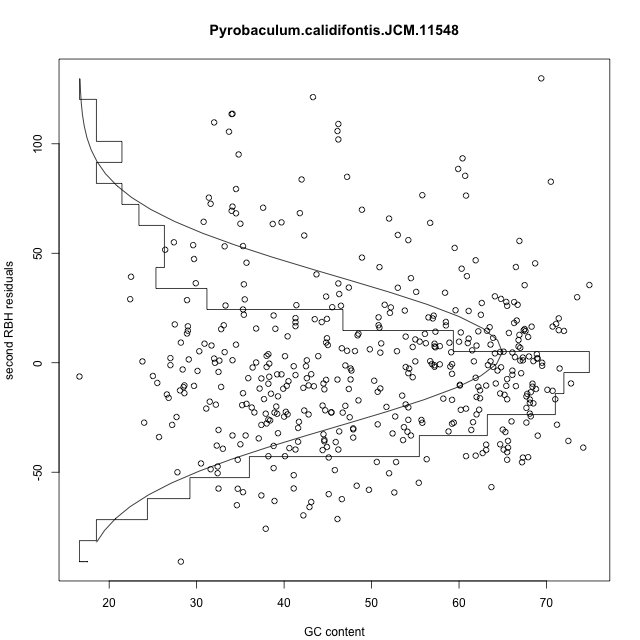 Pyrobaculum.calidifontis.JCM.11548
100
50
0
-50
second RBH residuals
20 30 40 50 60 70
GC content